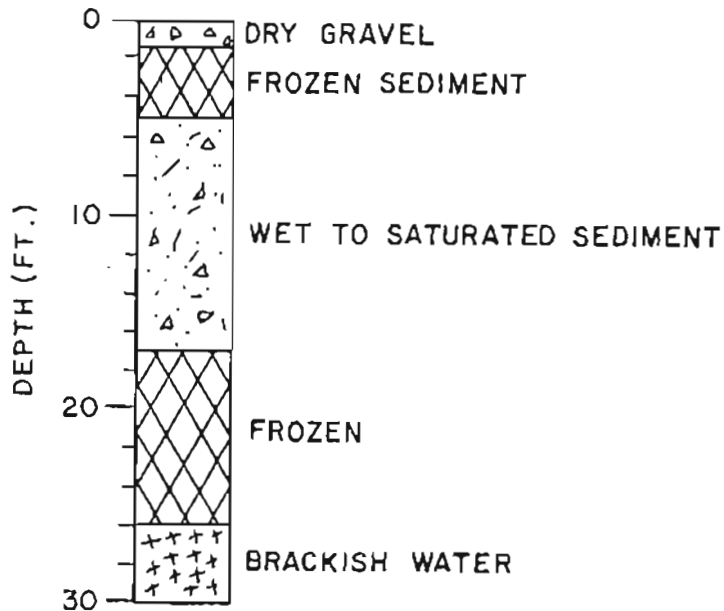 0
DRY GRAVEL
FROZEN SEDIMENT
10
WET TO SATURATED SEDIMENT
DEPTH (FT.)
20
FROZEN
BRACKISH WATER
30